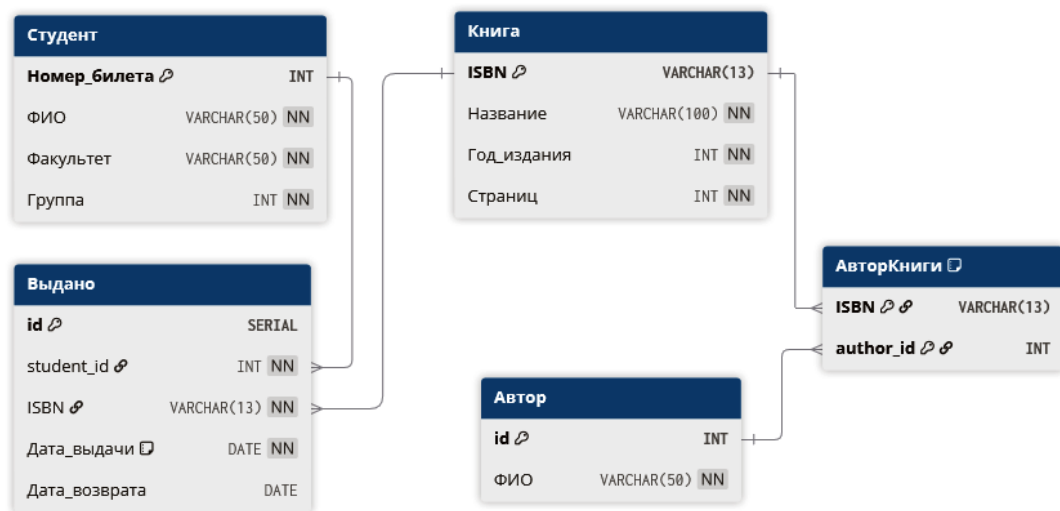 Студент
Номер_билета INT
ФИО VARCHAR(50) NN
Факультет VARCHAR(50) NN
Группа INT NN
Книга
ISBN VARCHAR(13)
Название VARCHAR(100) NN
Год_издания INT NN
Страниц INT NN
Выдано
id SERIAL
student_id INT NN
ISBN VARCHAR(13) NN
Дата_выдачи DATE NN
Дата_возврата DATE
Автор
id INT
ФИО VARCHAR(50) NN
АвторКниги
ISBN VARCHAR(13)
author_id INT